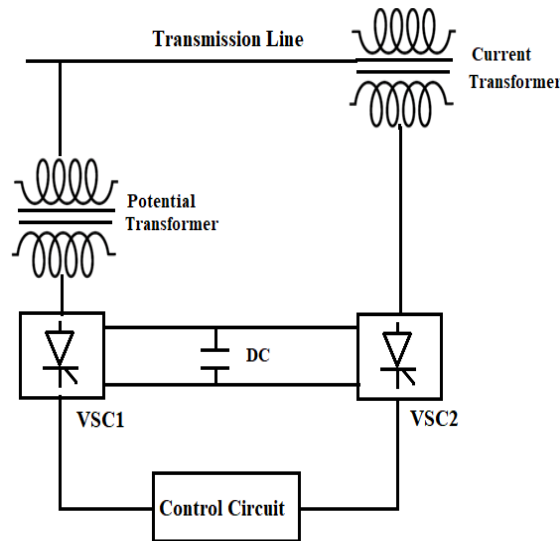 Transmission Line
Current
Transformer
Potential
Transformer
DC
VSC1
VSC2
Control Circuit